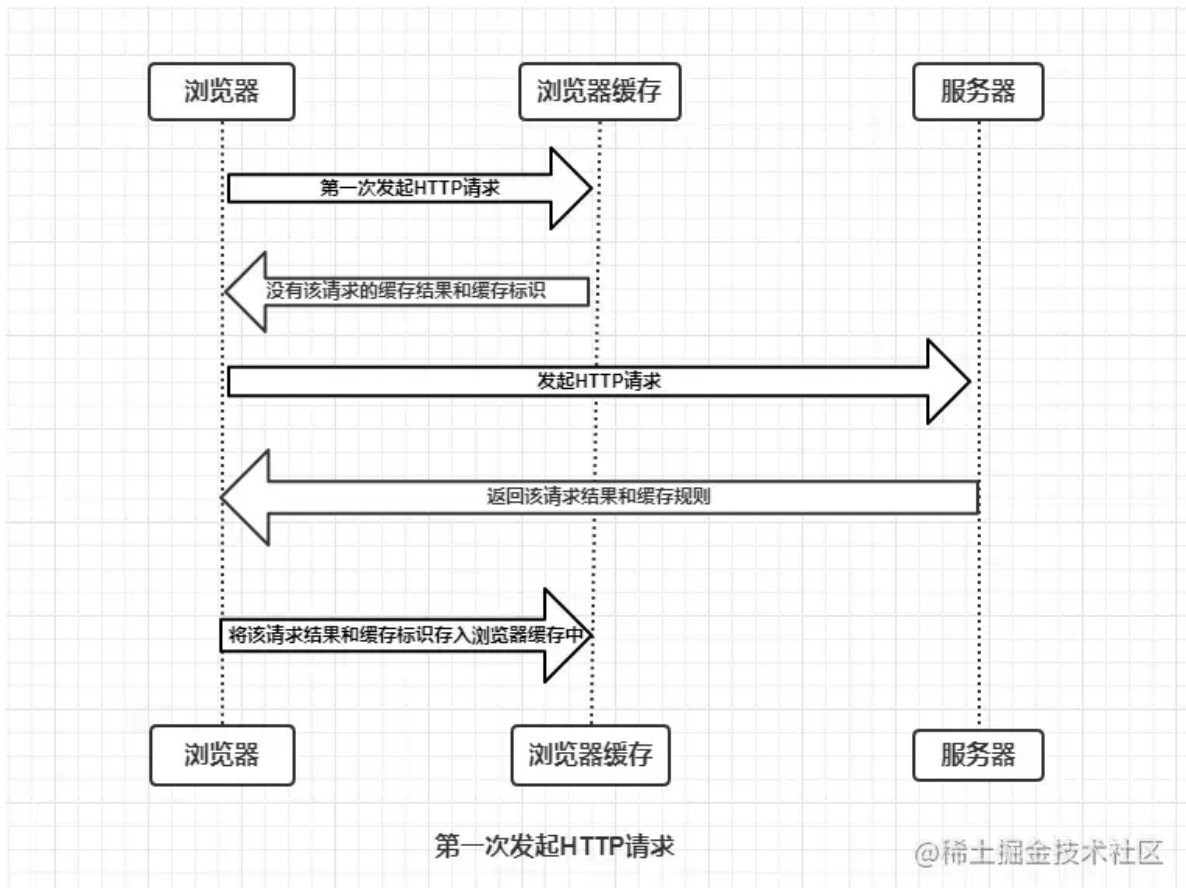 浏览器
浏览器缓存
服务器
第一次发起HTTP请求
没有该请求的缓存结果和缓存标识
发起HTTP请求
返回该请求结果和缓存规则
将该请求结果和缓存标识存入浏览器缓存中
浏览器
浏览器缓存
服务器
第一次发起HTTP请求
@稀土掘金技术社区